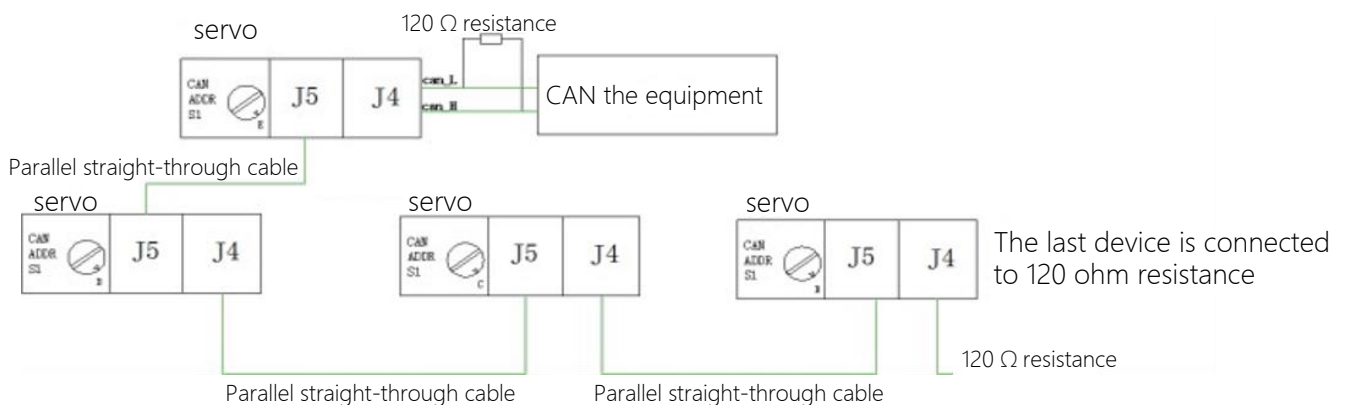 servo
120 Ω resistance
CAN
ADDR
S1
E
J5
J4
can_L
can_H
CAN the equipment
Parallel straight-through cable
servo
CAN
ADDR
S1
J5
J4
servo
CAN
ADDR
S1
C
J5
J4
servo
CAN
ADDR
S1
J5
J4
The last device is connected
to 120 ohm resistance
120 Ω resistance
Parallel straight-through cable
Parallel straight-through cable